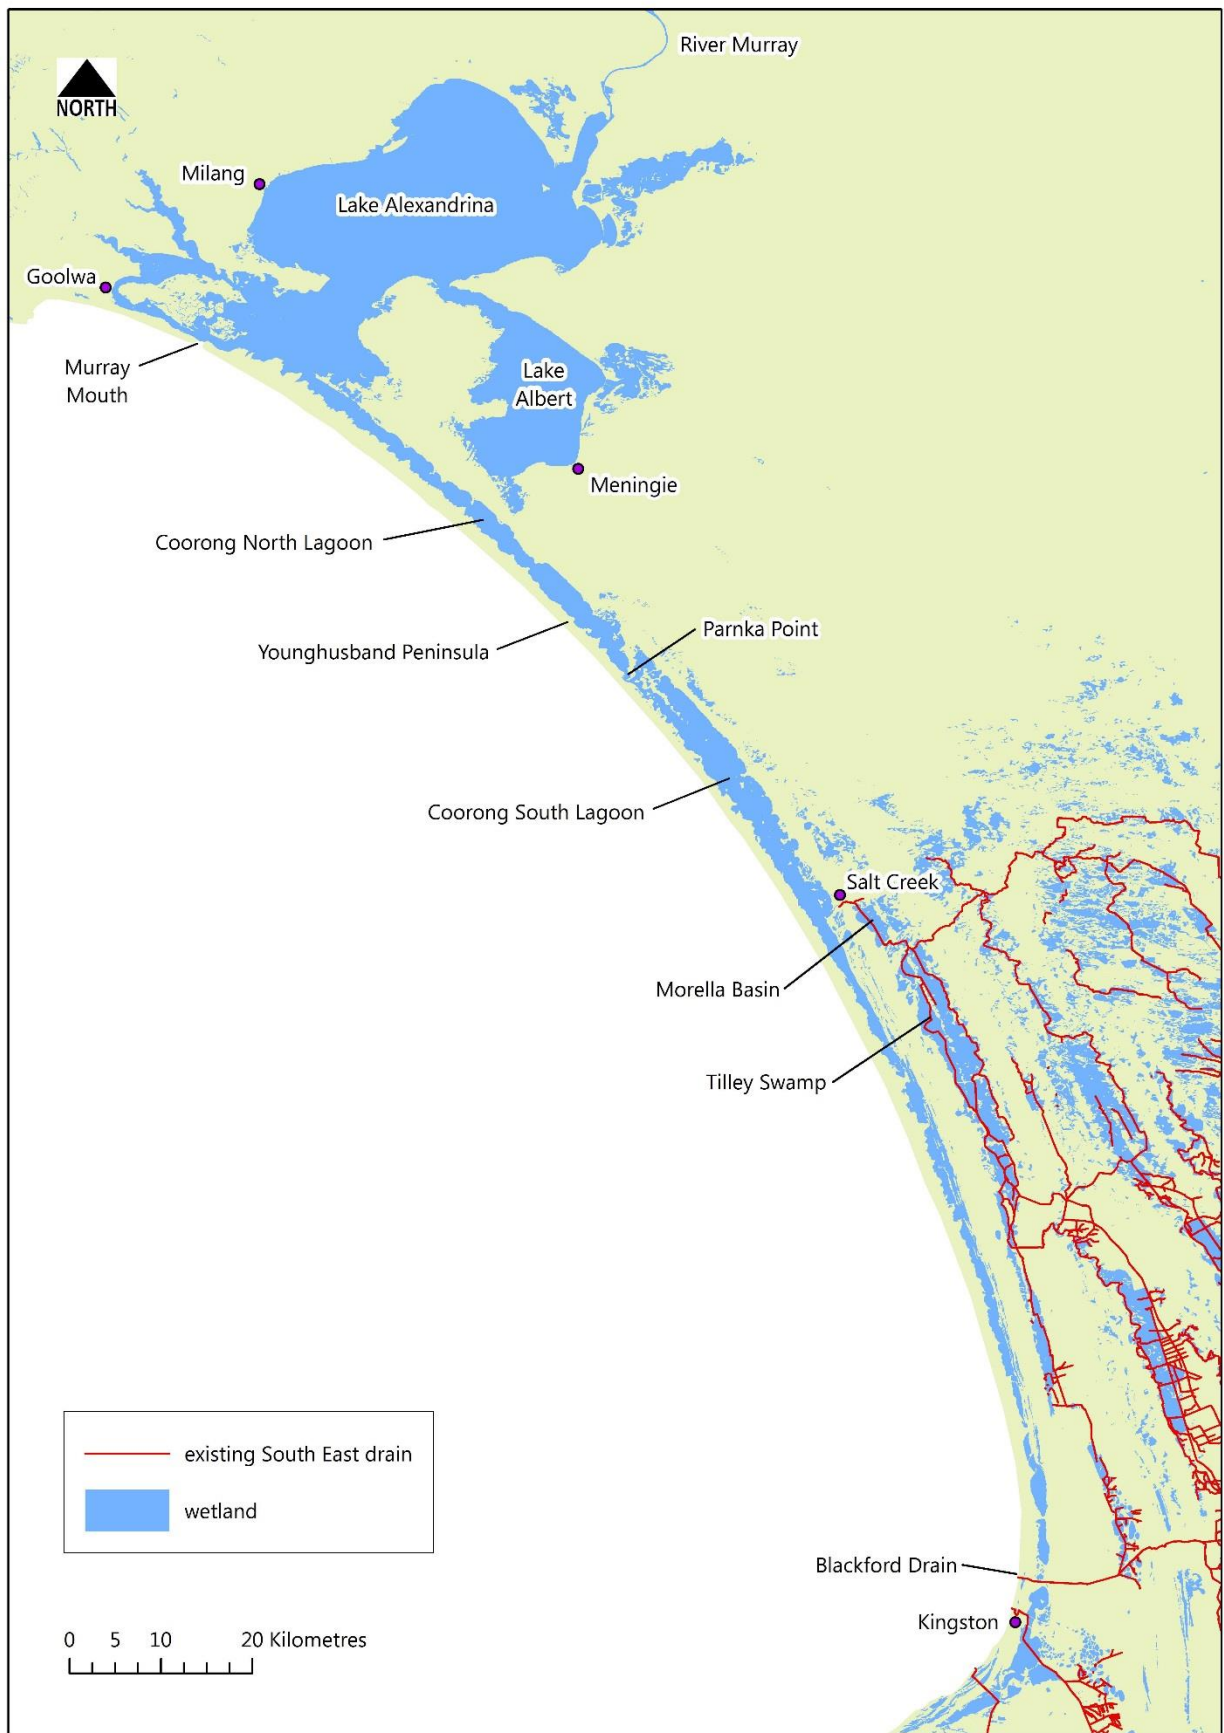 River Murray
NORTH
Milang
Lake Alexandrina
Goolwa
Murray
Mouth
Lake
Albert
Meningie
Coorong North Lagoon
Parnka Point
Younghusband Peninsula
Coorong South Lagoon
Salt Creek
Morella Basin
Tilley Swamp
existing South East drain
wetland
Blackford Drain
Kingston
0 5 10 20 Kilometres